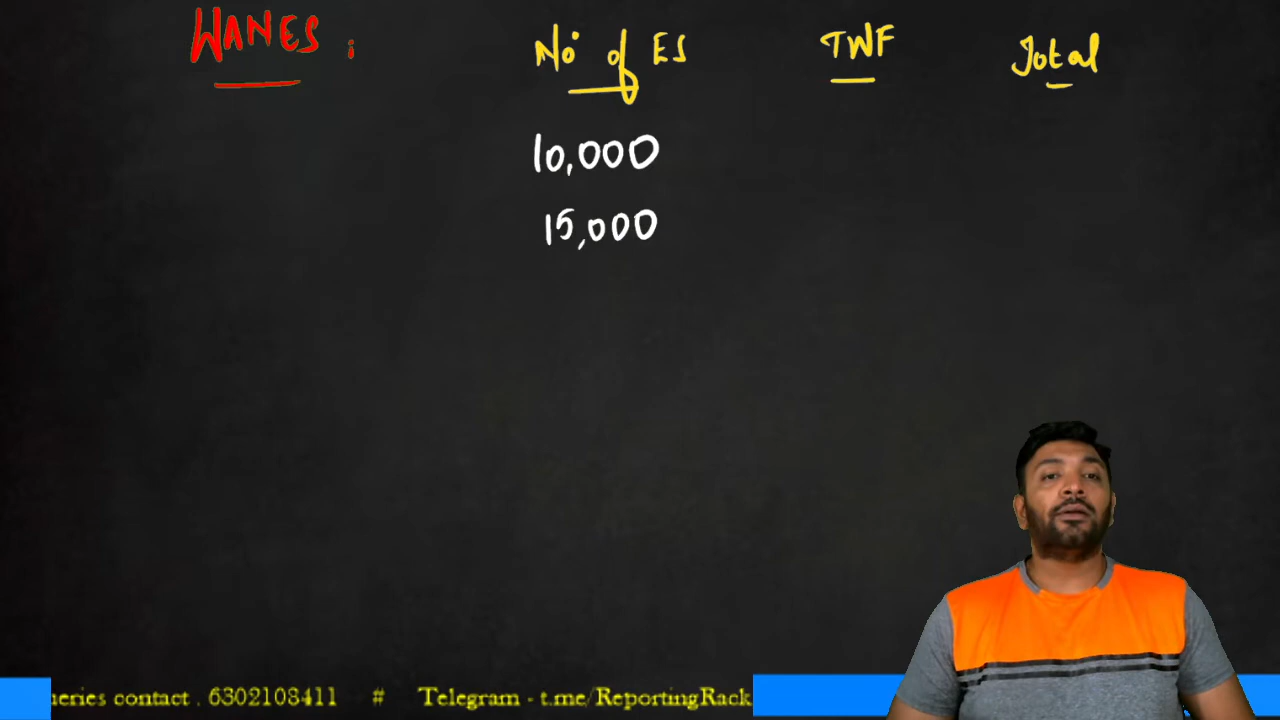 WANES : No. of ES TWF Total
10,000
15,000
ueries contact . 6302108411 # Telegram - t.me/ReportingRack